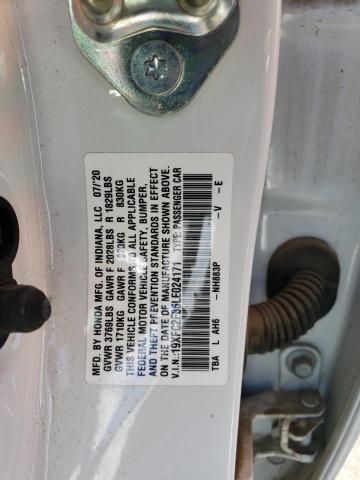 MFD BY HONDA MFG. OF INDIANA, LLC 07/20
GVWR 3769LBS GAWR F 2028LBS R 1829LBS
GVWR 1710KG GAWR F R 830KG
THIS VEHICLE CONFORMS TO ALL APPLICABLE
FEDERAL MOTOR VEHICLE SAFETY, BUMPER,
AND THEFT PREVENTION STANDARDS IN EFFECT
ON THE DATE OF MANUFACTURE SHOWN ABOVE.
V.I.N.:19XFC2F86LE024171 TYPE:PASSENGER CAR
TBA L AH6 -NH883P -V -E